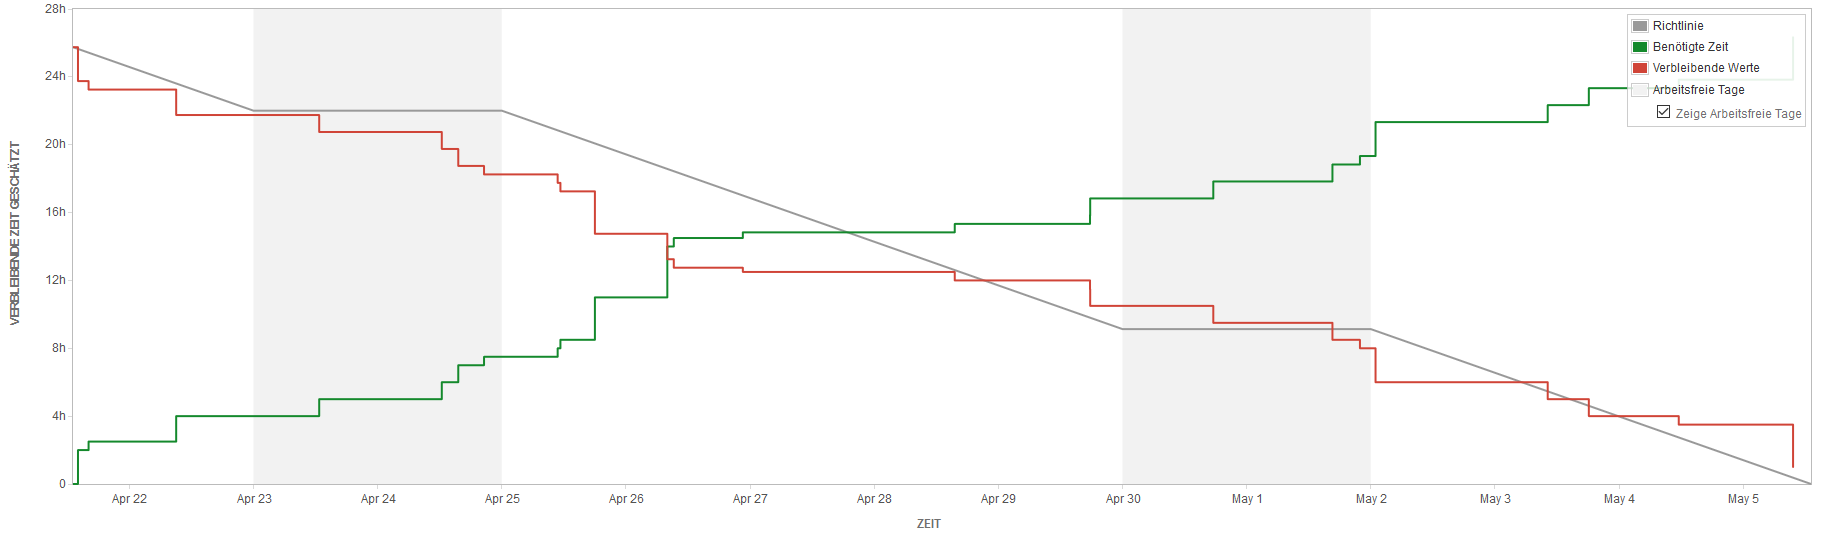 28h
24h
20h
16h
12h
8h
4h
0
VERBLEIBENDE ZEIT GESCHÄTZT
Richtlinie
Benötigte Zeit
Verbleibende Werte
Arbeitsfreie Tage
Zeige Arbeitsfreie Tage
Apr 22 Apr 23 Apr 24 Apr 25 Apr 26 Apr 27 Apr 28 Apr 29 Apr 30 May 1 May 2 May 3 May 4 May 5
ZEIT